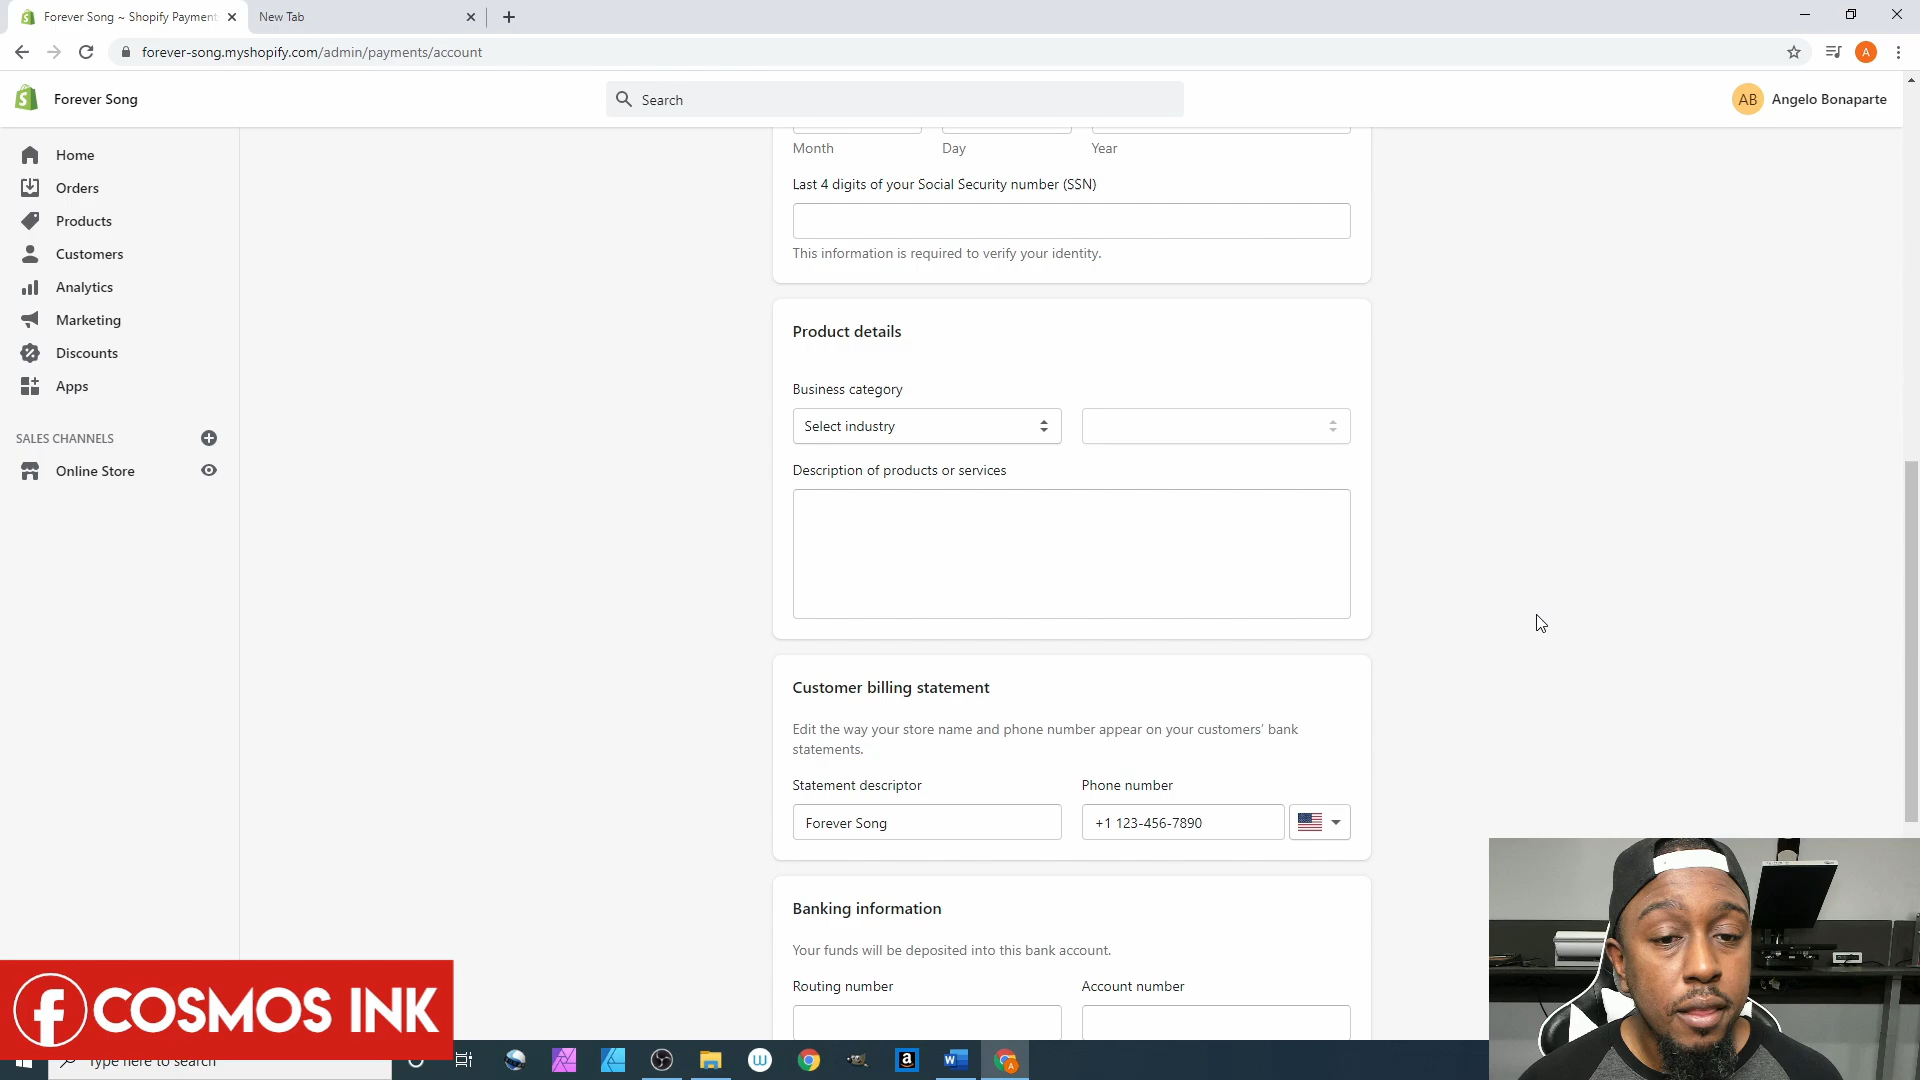 Forever Song ~ Shopify Payment
New Tab
forever-song.myshopify.com/admin/payments/account
A
Forever Song
Search
AB
Angelo Bonaparte
Home
Orders
Products
Customers
Analytics
Marketing
Discounts
Apps
SALES CHANNELS
Online Store
Month
Day
Year
Last 4 digits of your Social Security number (SSN)
This information is required to verify your identity.
Product details
Business category
Select industry
Description of products or services
Customer billing statement
Edit the way your store name and phone number appear on your customers' bank
statements.
Statement descriptor
Phone number
Forever Song
+1 123-456-7890
Banking information
Your funds will be deposited into this bank account.
Routing number
Account number
COSMOS INK
Type here to search